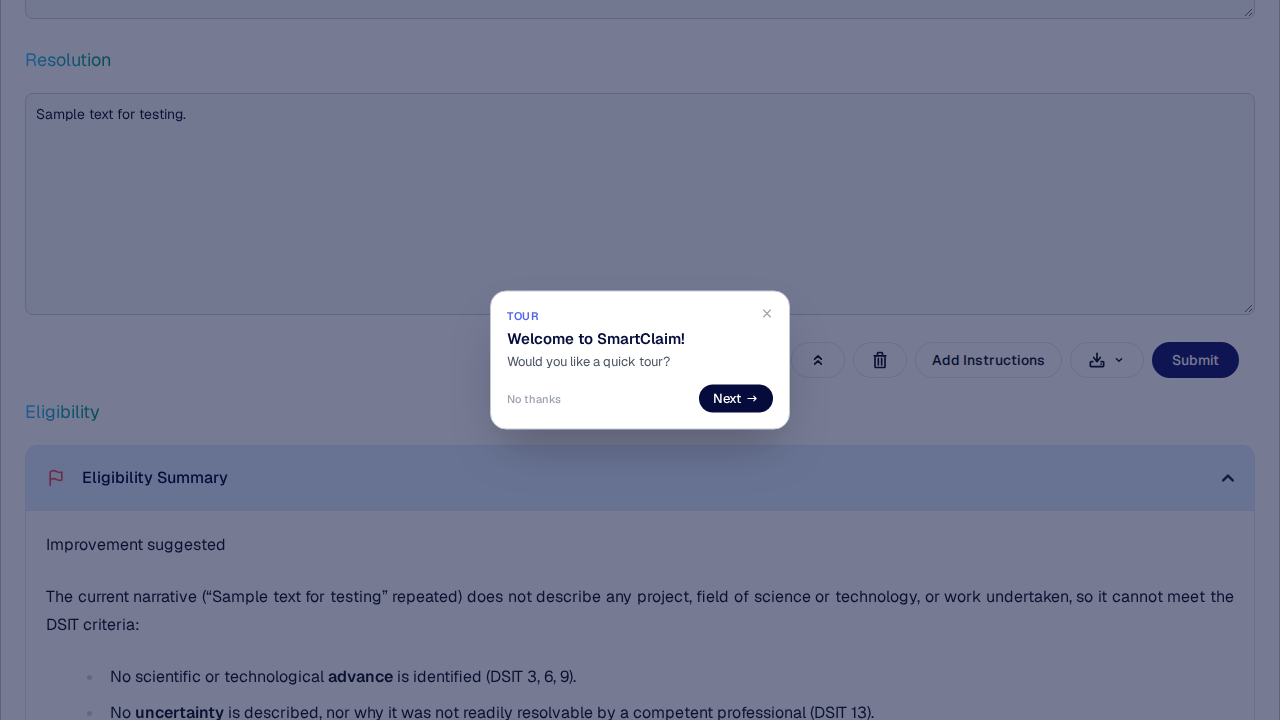 Resolution
Sample text for testing.
TOUR
Welcome to SmartClaim!
Would you like a quick tour?
No thanks
Next →
Add Instructions
Submit
Eligibility
Eligibility Summary
Improvement suggested
The current narrative (“Sample text for testing” repeated) does not describe any project, field of science or technology, or work undertaken, so it cannot meet the
DSIT criteria:
No scientific or technological advance is identified (DSIT 3, 6, 9).
No uncertainty is described, nor why it was not readily resolvable by a competent professional (DSIT 13).